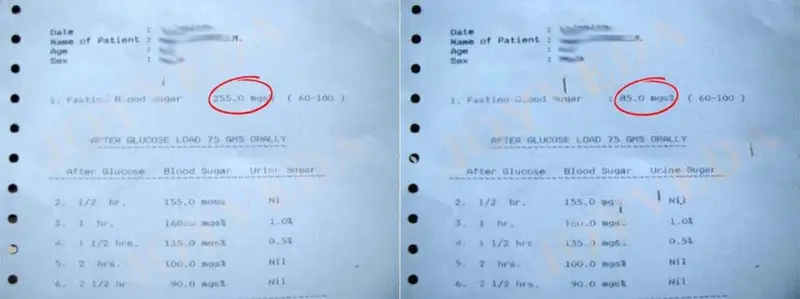 Date :
Name of Patient : M.
Age :
Sex :
1. Fasting Blood Sugar 255.0 mgs% ( 60-100 )
AFTER GLUCOSE LOAD 75 GMS ORALLY
After Glucose Blood Sugar Urine Sugar
2. 1/2 hr. 155.0 mgs% Nil
3. 1 hr. 160.0 mgs% 1.0%
4. 1 1/2 hrs. 135.0 mgs% 0.5%
5. 2 hrs. 100.0 mgs% Nil
6. 2 1/2 hr 90.0 mgs% Nil
Date :
Name of Patient : M.
Age :
Sex :
1. Fasting Blood Sugar : 85.0 mgs% ( 60-100 )
AFTER GLUCOSE LOAD 75 GMS ORALLY
After Glucose Blood Sugar Urine Sugar
2. 1/2 hr. 155.0 mgs Nil
3. 1 hr. 160.0 mgs% 1.0%
4. 1 1/2 hrs. 135.0 mgs% 0.5%
5. 2 hrs. 100.0 mgs% Nil
6. 2 1/2 hr 90.0 mgs% Nil